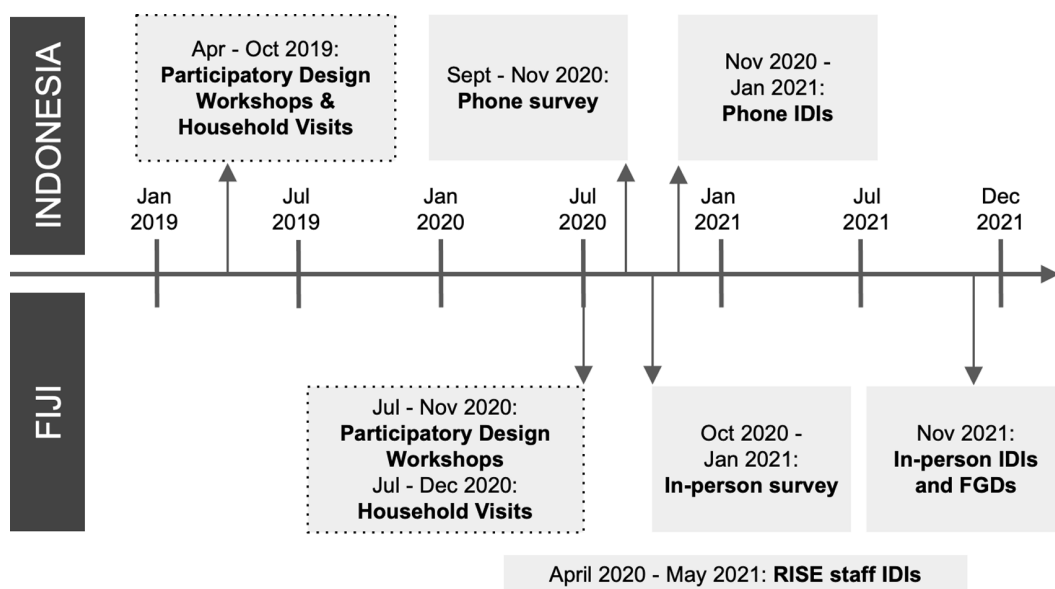 INDONESIA
Apr - Oct 2019:
Participatory Design
Workshops &
Household Visits
Sept - Nov 2020:
Phone survey
Nov 2020 -
Jan 2021:
Phone IDIs
Jan
2019
Jul
2019
Jan
2020
Jul
2020
Jan
2021
Jul
2021
Dec
2021
FIJI
Jul - Nov 2020:
Participatory Design
Workshops
Jul - Dec 2020:
Household Visits
Oct 2020 -
Jan 2021:
In-person survey
Nov 2021:
In-person IDIs
and FGDs
April 2020 - May 2021: RISE staff IDIs